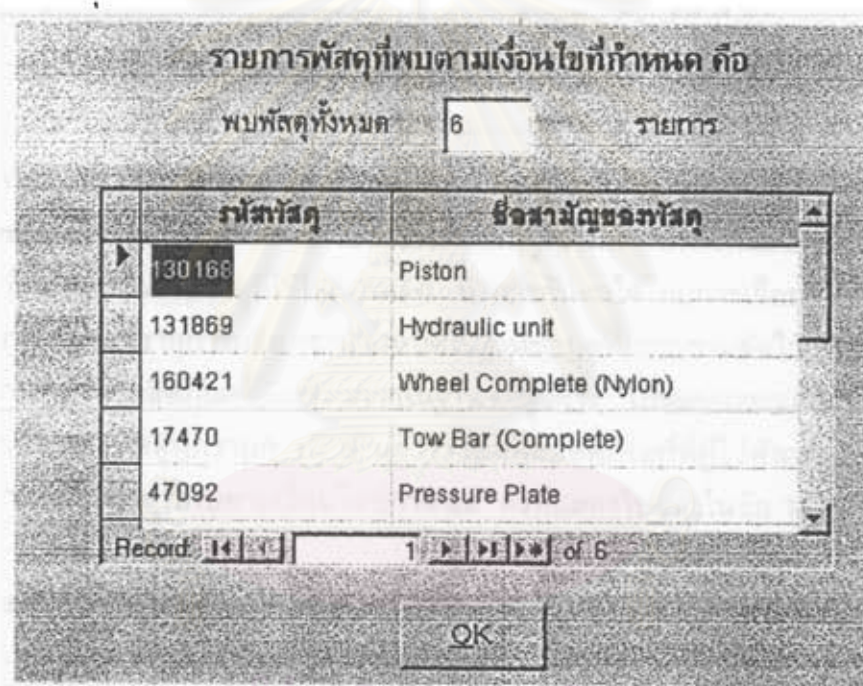 รายการพัสดุที่พบตามเงื่อนไขที่กำหนด คือ
พบพัสดุทั้งหมด 6 รายการ
รหัสพัสดุ ชื่อสามัญของพัสดุ
130168 Piston
131869 Hydraulic unit
160421 Wheel Complete (Nylon)
17470 Tow Bar (Complete)
47092 Pressure Plate
Record: 1 of 6
OK